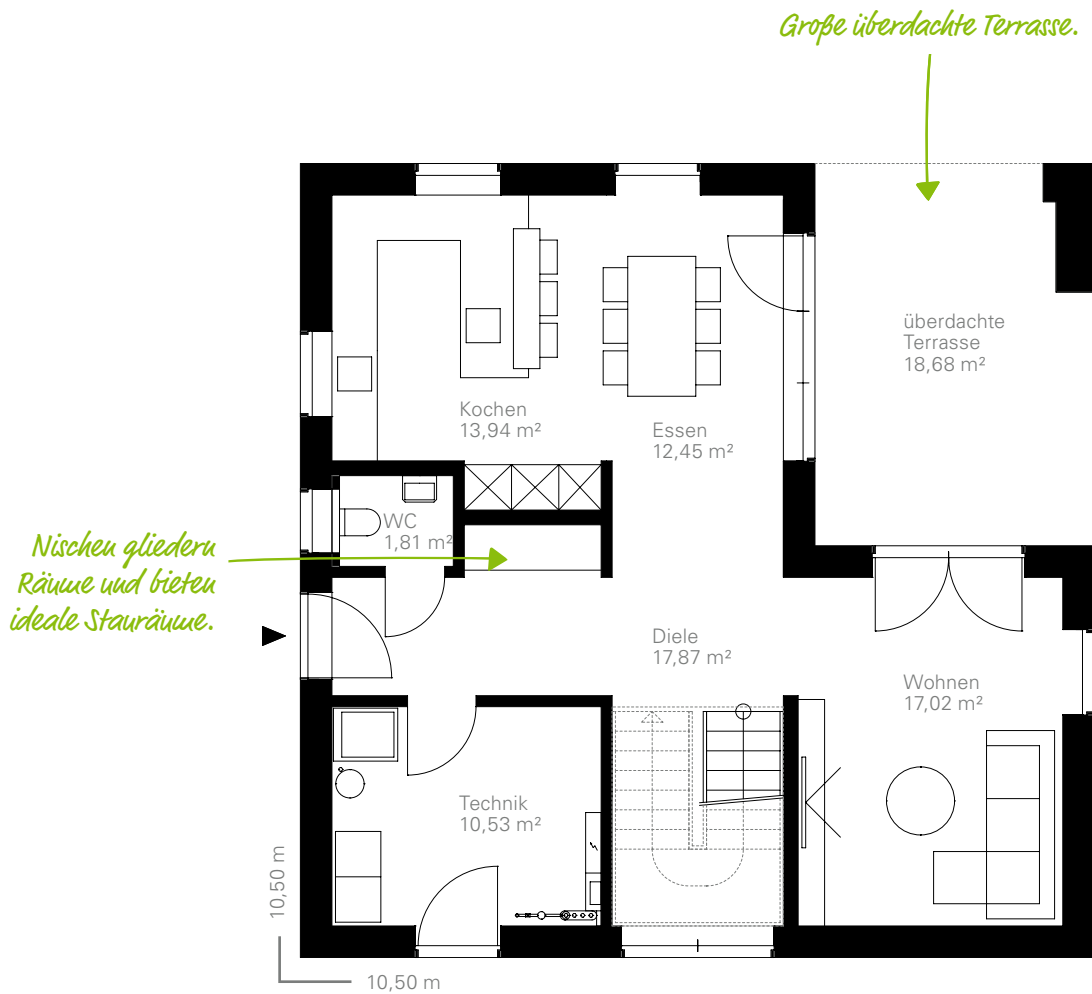 Große überdachte Terrasse.
überdachte
Terrasse
18,68 m²
Kochen
13,94 m²
Essen
12,45 m²
WC
1,81 m²
Nischen gliedern
Räume und bieten
ideale Stauräume.
Diele
17,87 m²
Wohnen
17,02 m²
Technik
10,53 m²
10,50 m
10,50 m